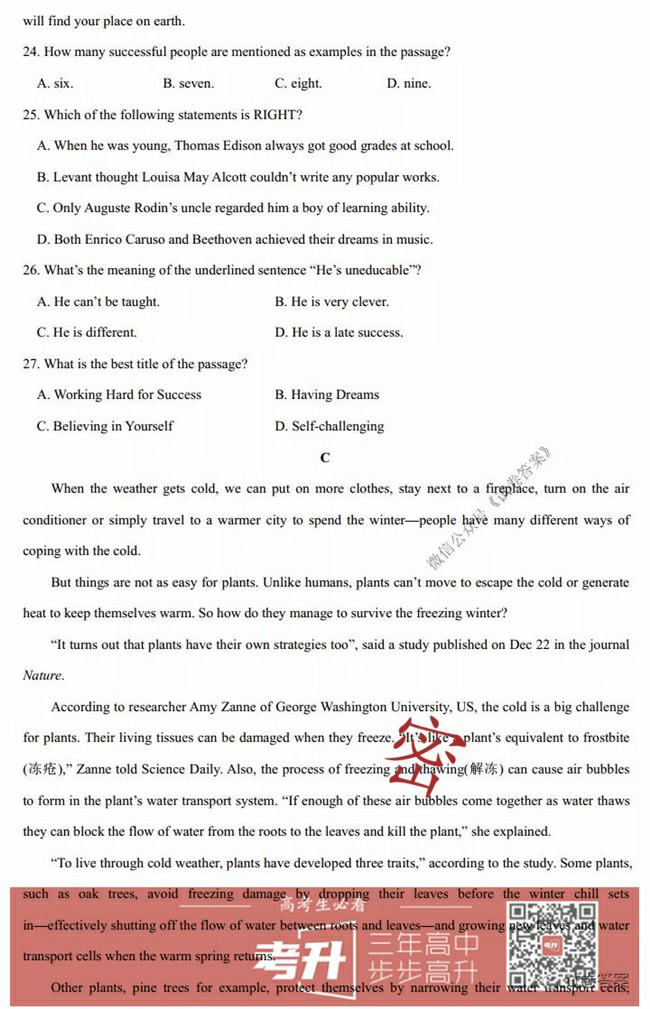 will find your place on earth.
24. How many successful people are mentioned as examples in the passage?
A. six. B. seven. C. eight. D. nine.
25. Which of the following statements is RIGHT?
A. When he was young, Thomas Edison always got good grades at school.
B. Levant thought Louisa May Alcott couldn't write any popular works.
C. Only Auguste Rodin's uncle regarded him a boy of learning ability.
D. Both Enrico Caruso and Beethoven achieved their dreams in music.
26. What's the meaning of the underlined sentence “He's uneducable”?
A. He can't be taught. B. He is very clever.
C. He is different. D. He is a late success.
27. What is the best title of the passage?
A. Working Hard for Success B. Having Dreams
C. Believing in Yourself D. Self-challenging
C
When the weather gets cold, we can put on more clothes, stay next to a fireplace, turn on the air
conditioner or simply travel to a warmer city to spend the winter—people have many different ways of
coping with the cold.
But things are not as easy for plants. Unlike humans, plants can't move to escape the cold or generate
heat to keep themselves warm. So how do they manage to survive the freezing winter?
“It turns out that plants have their own strategies too”, said a study published on Dec 22 in the journal
Nature.
According to researcher Amy Zanne of George Washington University, US, the cold is a big challenge
for plants. Their living tissues can be damaged when they freeze. “It's like a plant's equivalent to frostbite
(冻疮),” Zanne told Science Daily. Also, the process of freezing and thawing(解冻) can cause air bubbles
to form in the plant's water transport system. “If enough of these air bubbles come together as water thaws
they can block the flow of water from the roots to the leaves and kill the plant,” she explained.
“To live through cold weather, plants have developed three traits,” according to the study. Some plants,
such as oak trees, avoid freezing damage by dropping their leaves before the winter chill sets
in—effectively shutting off the flow of water between roots and leaves—and growing new leaves and water
transport cells when the warm spring returns.
Other plants, pine trees for example, protect themselves by narrowing their water transport cells,
微信公众号《试卷答案》
密
高考生必看
考升
三年高中
步步高升
考升